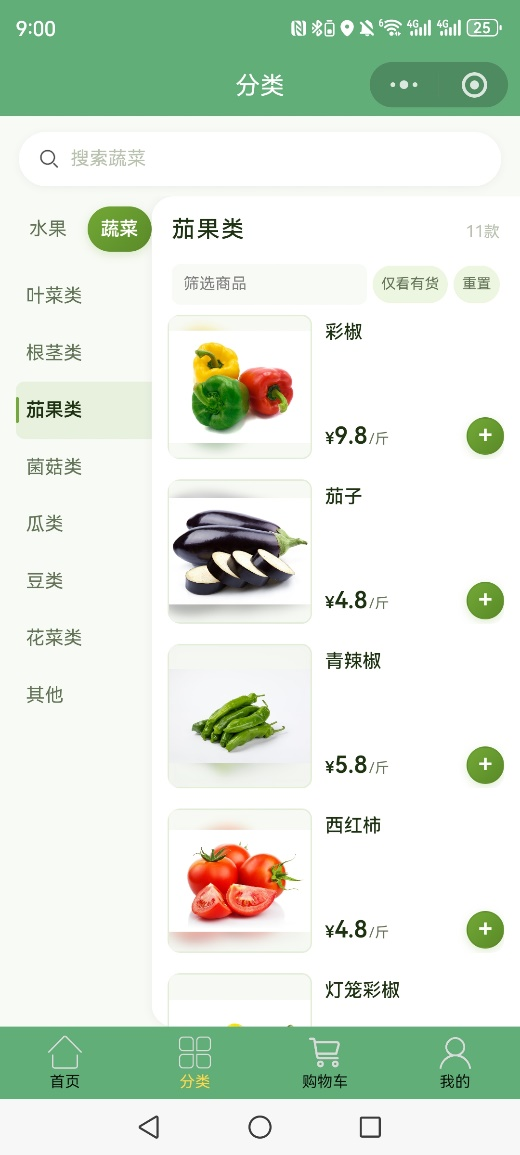 9:00
6 4G 4G 25
分类
搜索蔬菜
水果 蔬菜
茄果类 11款
筛选商品 仅看有货 重置
叶菜类
根茎类
茄果类
菌菇类
瓜类
豆类
花菜类
其他
彩椒
¥9.8/斤 +
茄子
¥4.8/斤 +
青辣椒
¥5.8/斤 +
西红柿
¥4.8/斤 +
灯笼彩椒
首页 分类 购物车 我的